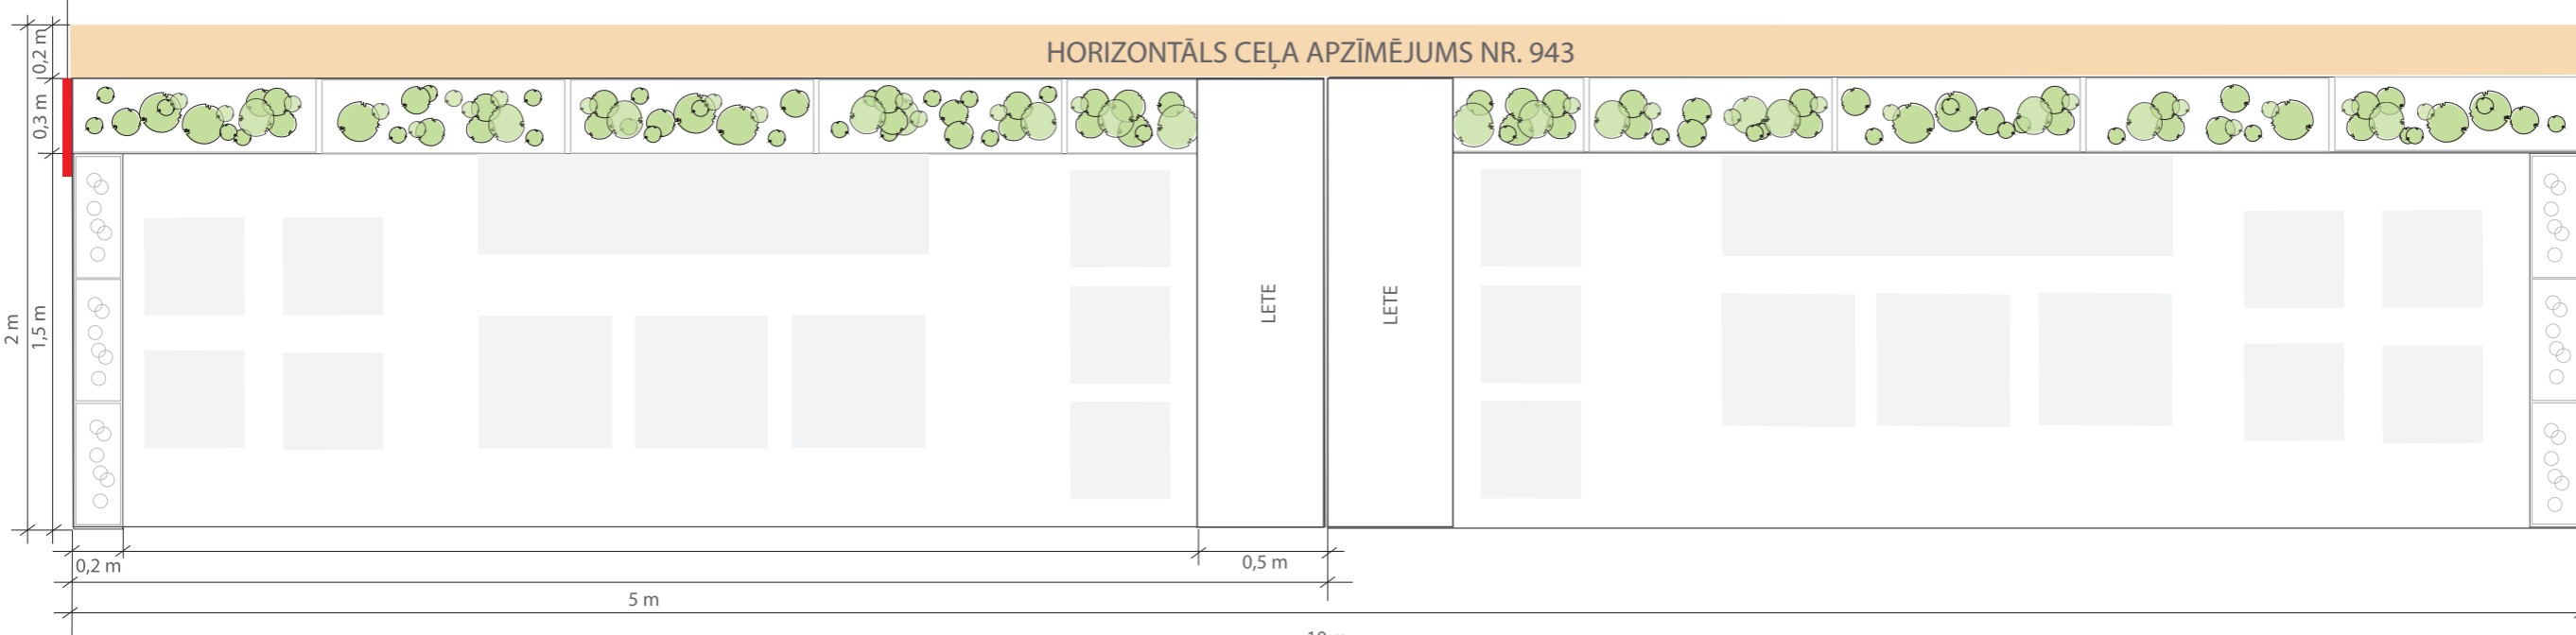 HORIZONTĀLS CEĻA APZĪMĒJUMS NR. 943
0,2 m
0,3 m
2 m
1,5 m
LETE
LETE
0,2 m
0,5 m
5 m